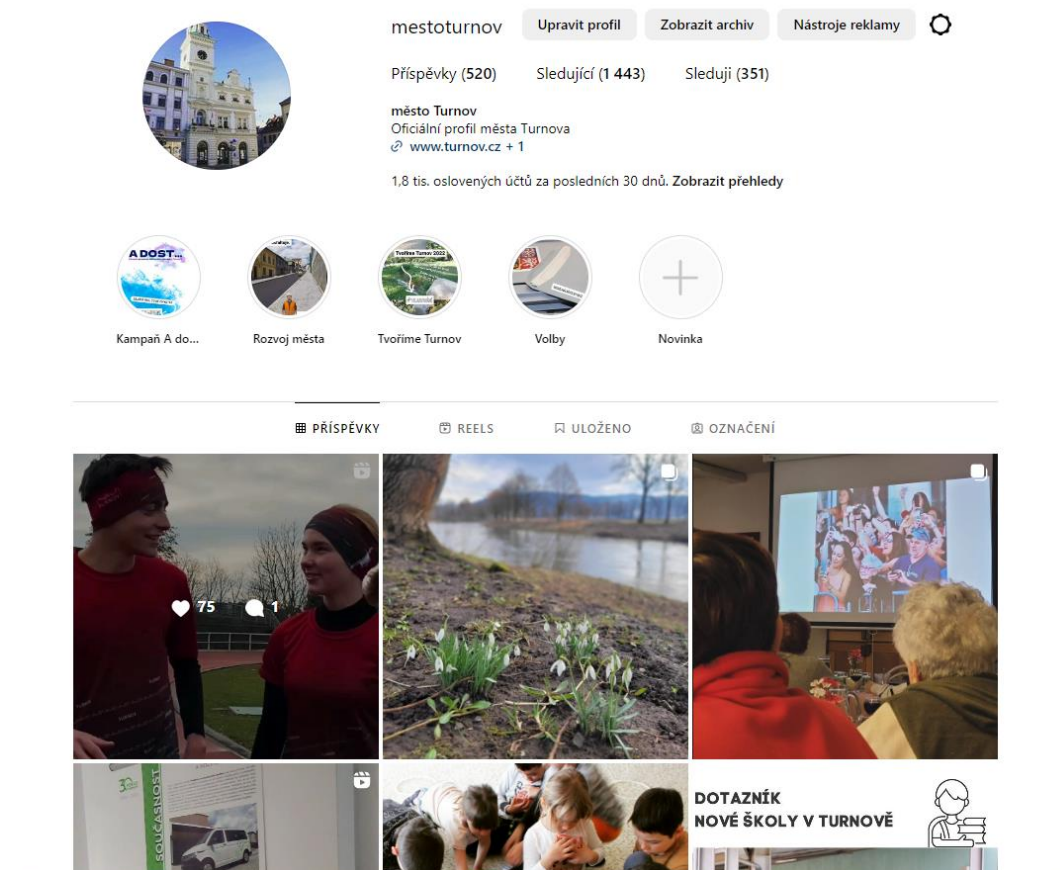 mestoturnov
Upravit profil
Zobrazit archiv
Nástroje reklamy
Příspěvky (520)
Sledující (1 443)
Sleduji (351)
město Turnov
Oficiální profil města Turnova
www.turnov.cz + 1
1,8 tis. oslovených účtů za posledních 30 dnů. Zobrazit přehledy
A DOST...
Tvoříme Turnov 2022
Kampaň A do...
Rozvoj města
Tvoříme Turnov
Volby
Novinka
PŘÍSPĚVKY
REELS
ULOŽENO
OZNAČENÍ
75
1
SOUČASNOST
DOTAZNÍK
NOVÉ ŠKOLY V TURNOVĚ